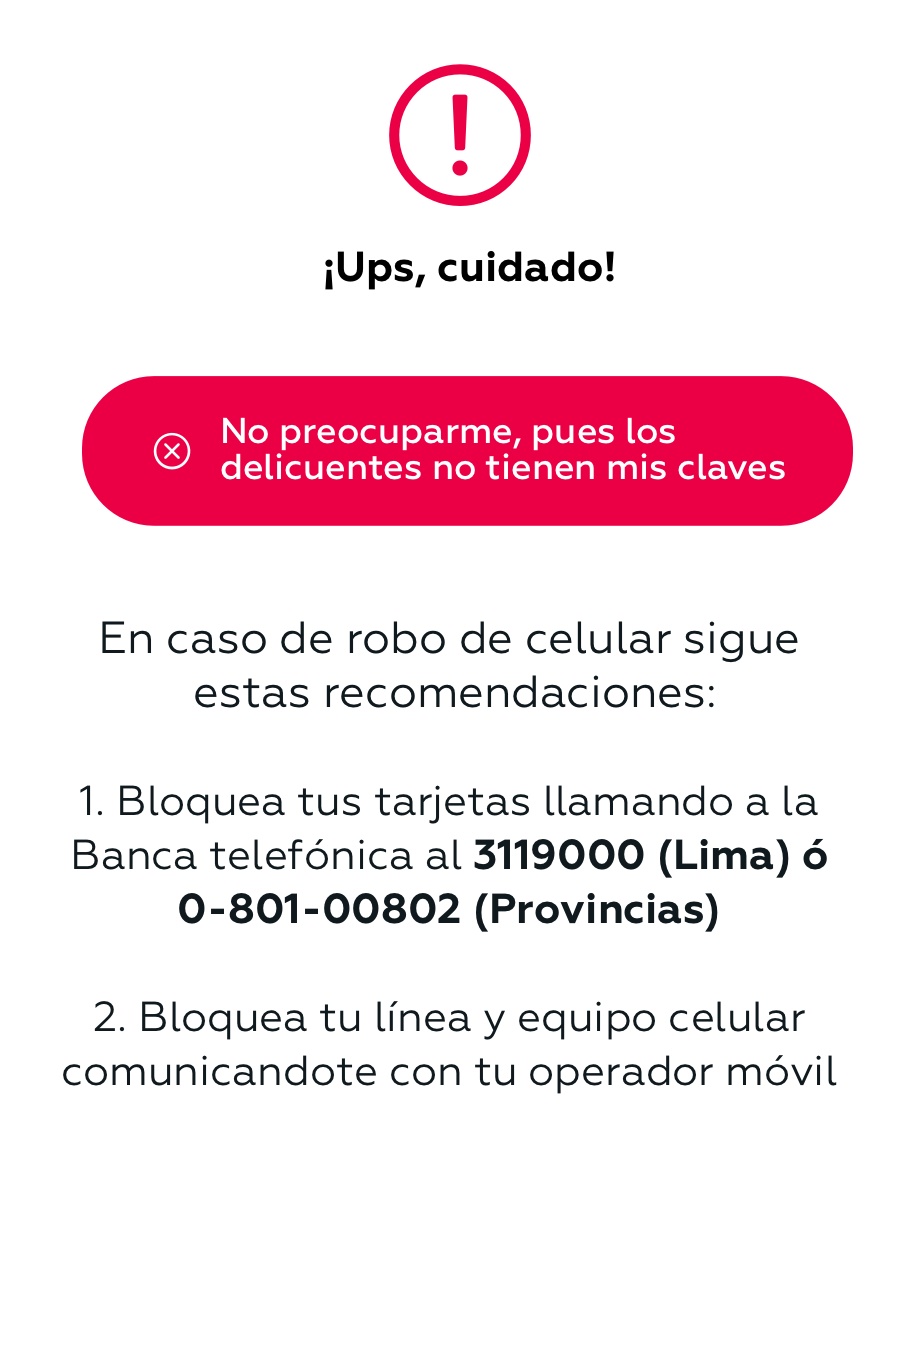 ¡Ups, cuidado!
No preocuparme, pues los
delicuentes no tienen mis claves
En caso de robo de celular sigue
estas recomendaciones:
1. Bloquea tus tarjetas llamando a la
Banca telefónica al 3119000 (Lima) ó
0-801-00802 (Provincias)
2. Bloquea tu línea y equipo celular
comunicandote con tu operador móvil